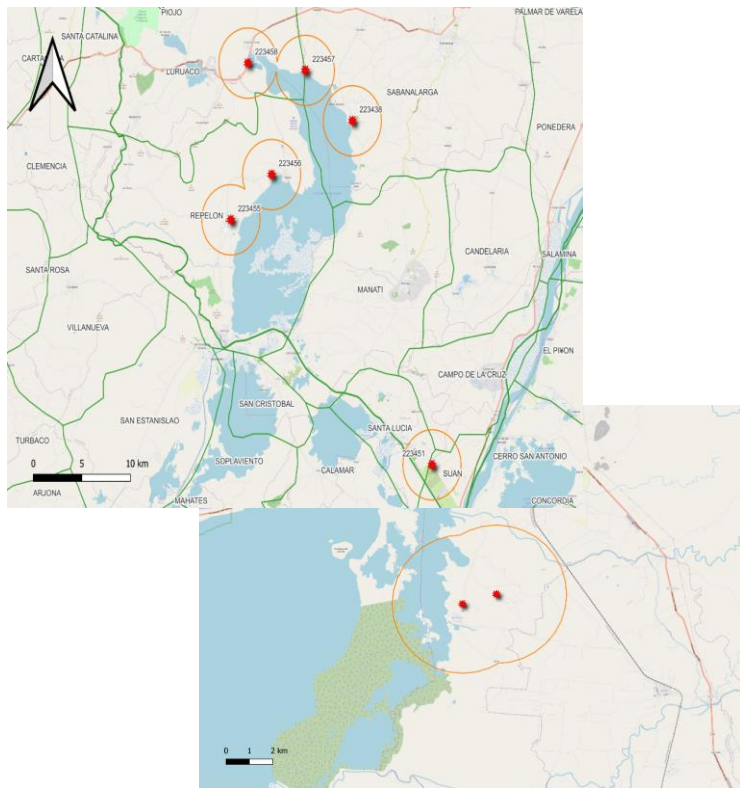 PIOJO
PALMAR DE VARELA
SANTA CATALINA
223458
223457
LURUACO
SABANALARGA
223438
PONEDERA
CLEMENCIA
223456
REPELON
223455
CANDELARIA
SALAMINA
SANTA ROSA
MANATI
VILLANUEVA
EL PIÑON
CAMPO DE LA CRUZ
SAN CRISTOBAL
SAN ESTANISLAO
SANTA LUCIA
TURBACO
223451
CERRO SAN ANTONIO
0 5 10 km
SOPLAVIENTO
CALAMAR
SUAN
ARJONA
MAHATES
CONCORDIA
0 1 2 km